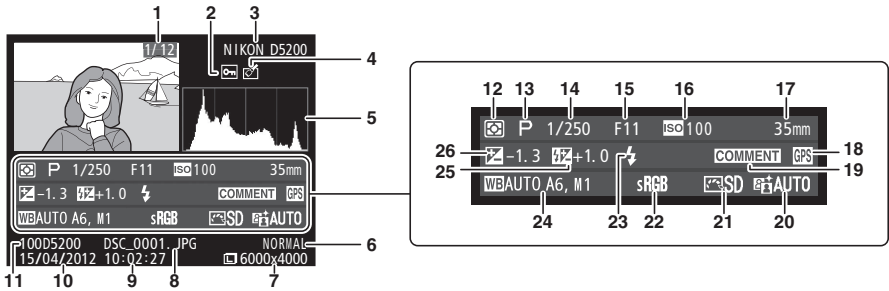 1 2 3 4 5 6 7 8 9 10 11
1/12 NIKON D5200
P 1/250 F11 ISO 100 35mm
-1. 3 +1. 0 COMMENT GPS
WB AUTO A6, M1 sRGB SD AUTO
100D5200 DSC_0001. JPG NORMAL
15/04/2012 10:02:27 6000x4000
12 13 14 15 16 17
P 1/250 F11 ISO 100 35mm
26 -1. 3 +1. 0 COMMENT GPS 18
25 19
WB AUTO A6, M1 sRGB SD AUTO
24 23 22 21 20